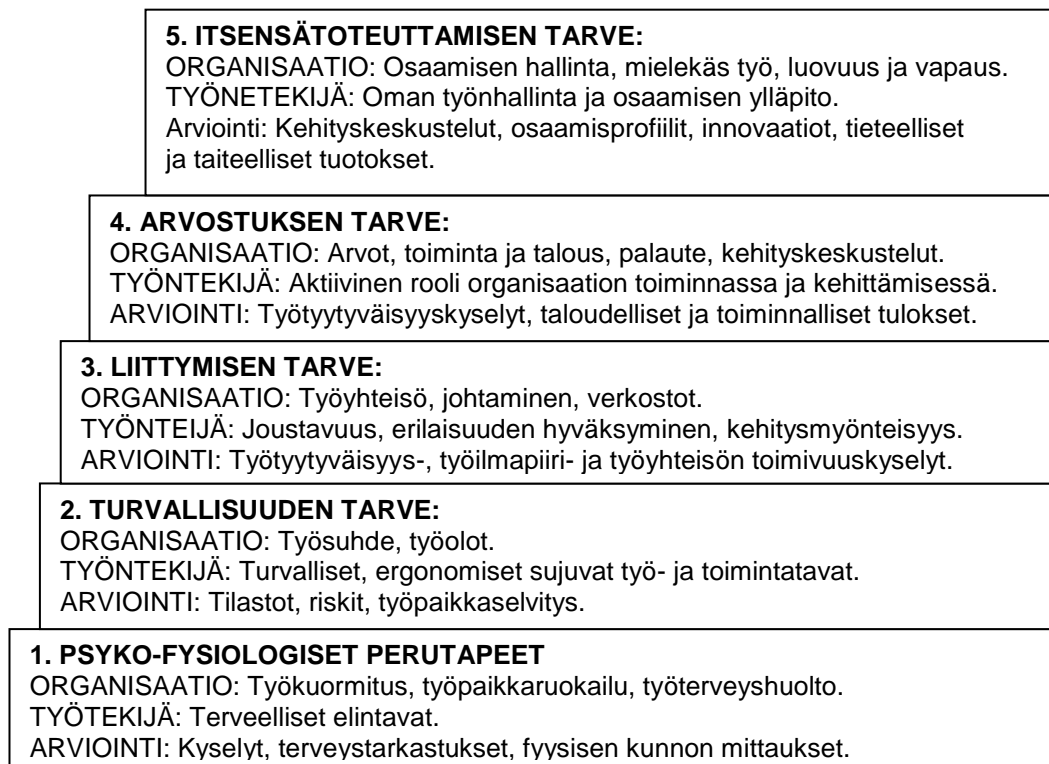 5. ITSENSÄTOTEUTTAMISEN TARVE:
ORGANISAATIO: Osaamisen hallinta, mielekäs työ, luovuus ja vapaus.
TYÖNETEKIJÄ: Oman työnhallinta ja osaamisen ylläpito.
Arviointi: Kehityskeskustelut, osaamisprofiilit, innovaatiot, tieteelliset
ja taiteelliset tuotokset.
4. ARVOSTUKSEN TARVE:
ORGANISAATIO: Arvot, toiminta ja talous, palaute, kehityskeskustelut.
TYÖNTEKIJÄ: Aktiivinen rooli organisaation toiminnassa ja kehittämisessä.
ARVIOINTI: Työtyytyväisyyskyselyt, taloudelliset ja toiminnalliset tulokset.
3. LIITTYMISEN TARVE:
ORGANISAATIO: Työyhteisö, johtaminen, verkostot.
TYÖNTEIJÄ: Joustavuus, erilaisuuden hyväksyminen, kehitysmyönteisyys.
ARVIOINTI: Työtyytyväisyys-, työilmapiiri- ja työyhteisön toimivuuskyselyt.
2. TURVALLISUUDEN TARVE:
ORGANISAATIO: Työsuhde, työolot.
TYÖNTEKIJÄ: Turvalliset, ergonomiset sujuvat työ- ja toimintatavat.
ARVIOINTI: Tilastot, riskit, työpaikkaselvitys.
1. PSYKO-FYSIOLOGISET PERUTAPEET
ORGANISAATIO: Työkuormitus, työpaikkaruokailu, työterveyshuolto.
TYÖTEKIJÄ: Terveelliset elintavat.
ARVIOINTI: Kyselyt, terveystarkastukset, fyysisen kunnon mittaukset.